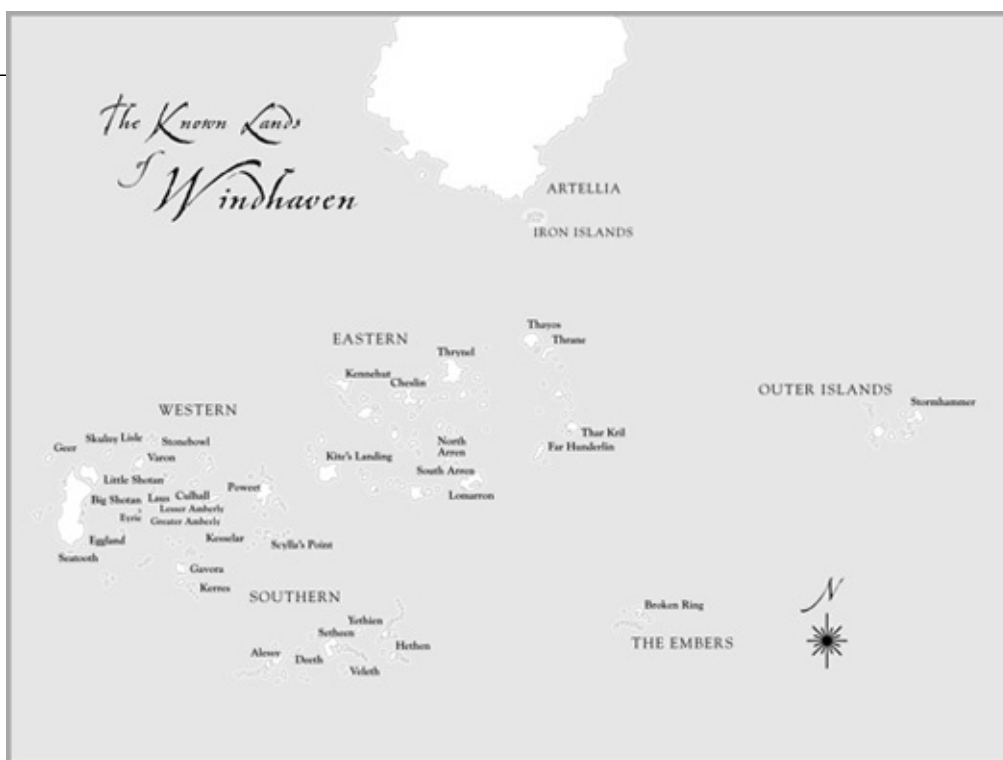 The Known Lands
of
Windhaven
ARTELLIA
IRON ISLANDS
Thayos
Thrane
EASTERN
Thrynel
Kennehut
Cheslin
OUTER ISLANDS
Stormhammer
WESTERN
Skulny
Lisle
Stonebowl
Geer
Varon
North
Arren
Thar Kril
Far Hunderlin
Kite's Landing
South Arren
Little Shotan
Poweet
Lomarron
Big Shotan
Laus
Culhall
Lesser Amberly
Eyrie
Greater Amberly
Eggland
Kesselar
Scylla's Point
Seatooth
Gavora
Kerres
SOUTHERN
Broken Ring
Yethien
Setheen
THE EMBERS
Hethen
Alesey
Deeth
Veleth
N